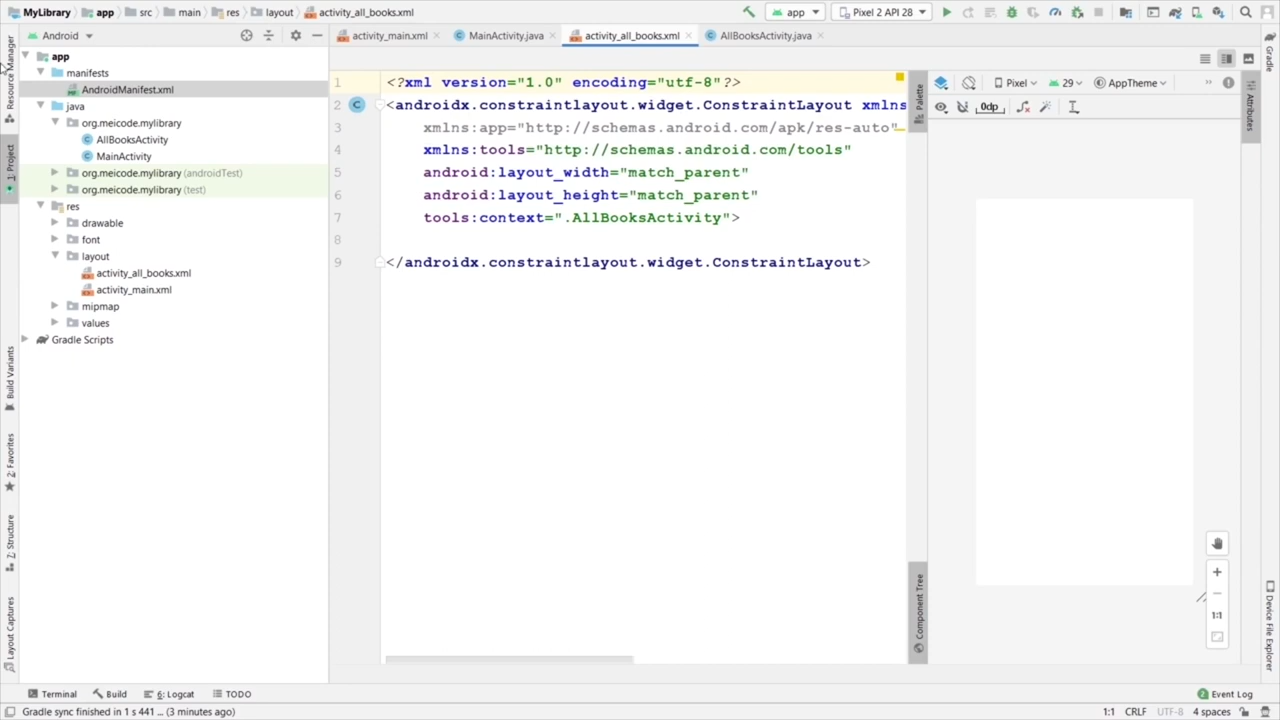 MyLibrary app src main res layout activity_all_books.xml app Pixel 2 API 28
Android activity_main.xml MainActivity.java activity_all_books.xml AllBooksActivity.java
Resource Manager
1: Project
Build Variants
2: Favorites
7: Structure
Layout Captures
app
manifests
AndroidManifest.xml
java
org.meicode.mylibrary
AllBooksActivity
MainActivity
org.meicode.mylibrary (androidTest)
org.meicode.mylibrary (test)
res
drawable
font
layout
activity_all_books.xml
activity_main.xml
mipmap
values
Gradle Scripts
1 <?xml version="1.0" encoding="utf-8"?>
2 <androidx.constraintlayout.widget.ConstraintLayout xmlns
3 xmlns:app="http://schemas.android.com/apk/res-auto"
4 xmlns:tools="http://schemas.android.com/tools"
5 android:layout_width="match_parent"
6 android:layout_height="match_parent"
7 tools:context=".AllBooksActivity">
8
9 </androidx.constraintlayout.widget.ConstraintLayout>
Palette
Component Tree
Pixel 29 AppTheme
0dp
1:1
Attributes
Gradle
Device File Explorer
Terminal Build 6: Logcat TODO Event Log
Gradle sync finished in 1 s 441 ... (3 minutes ago) 1:1 CRLF UTF-8 4 spaces